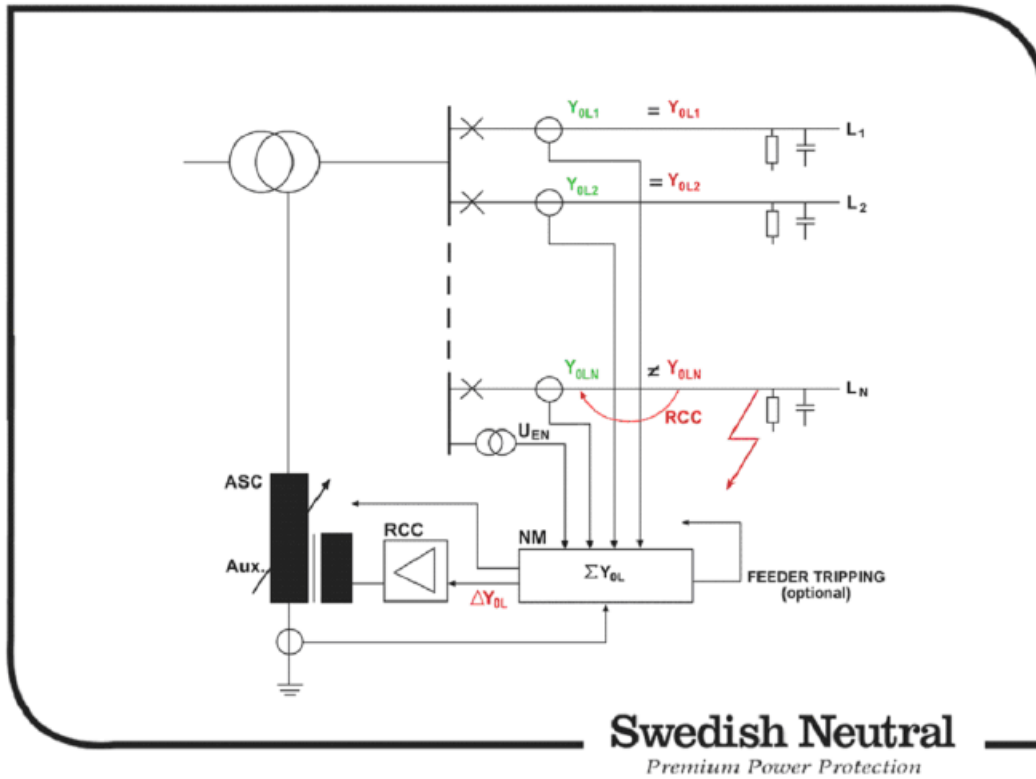 Y0L1 = Y0L1
L1
Y0L2 = Y0L2
L2
Y0LN ≠ Y0LN
LN
RCC
UEN
ASC
RCC
NM
Aux.
ΣY0L
ΔY0L
FEEDER TRIPPING
(optional)
Swedish Neutral
Premium Power Protection